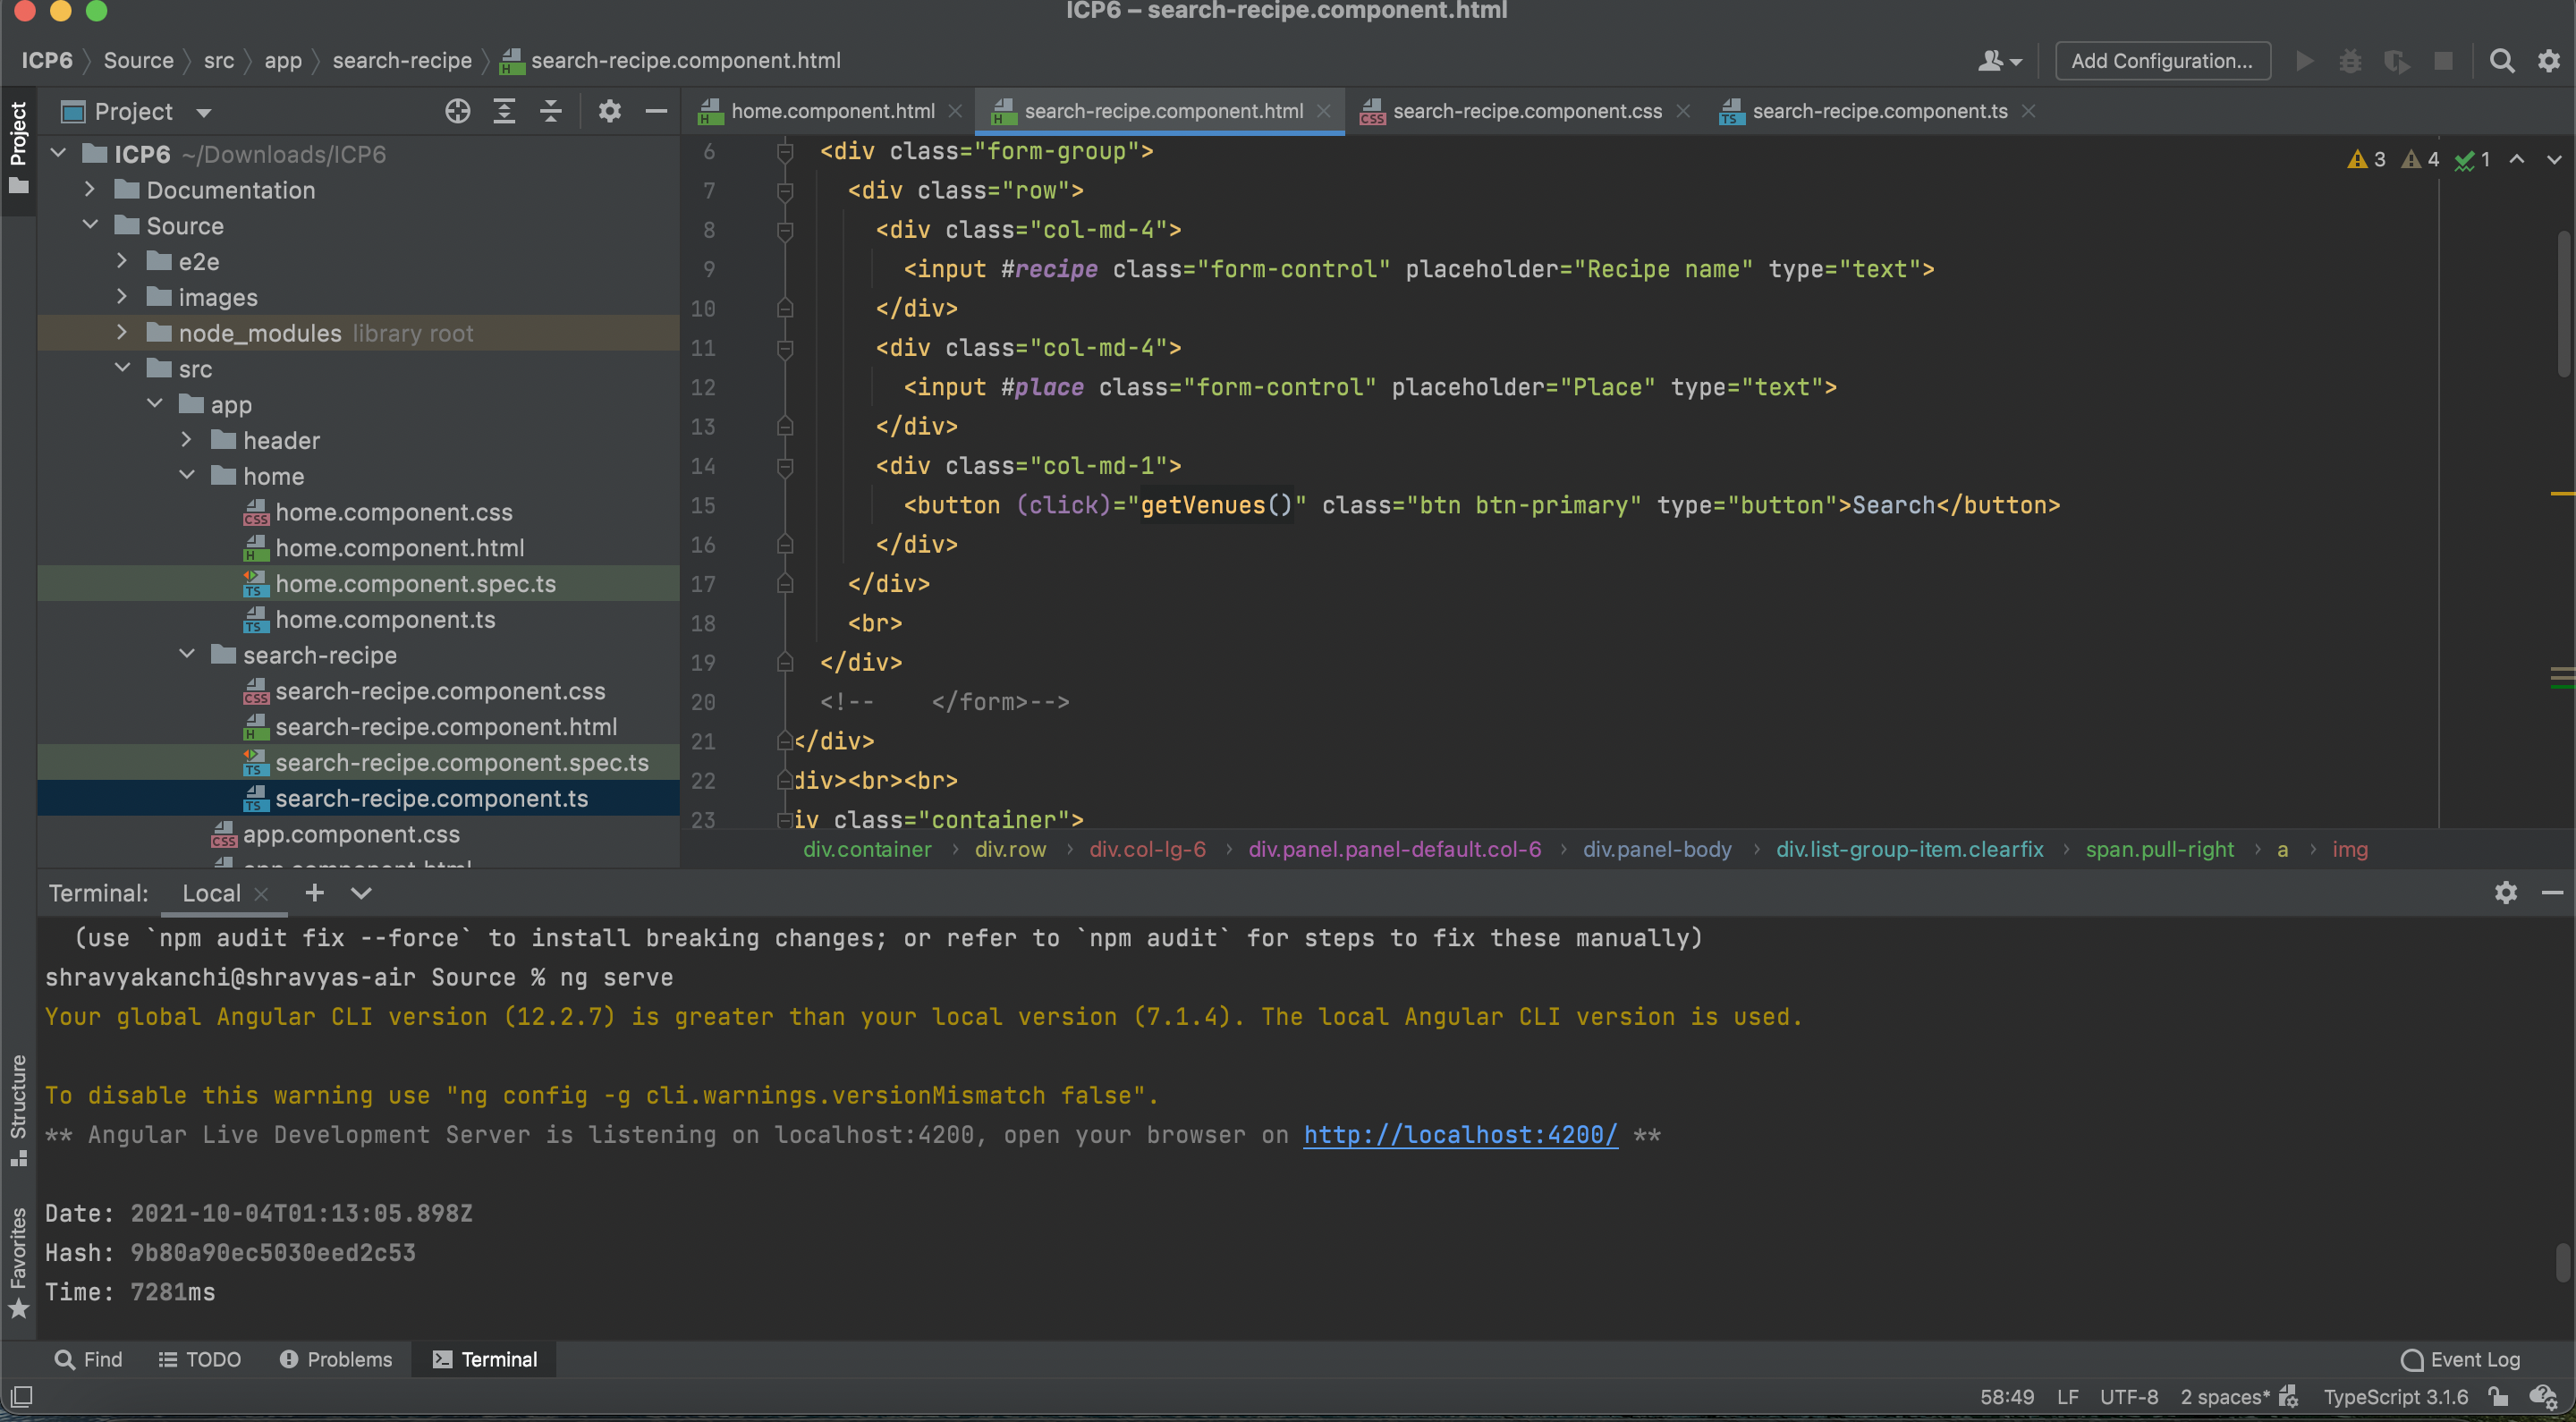 ICP6 – search-recipe.component.html
ICP6 Source src app search-recipe search-recipe.component.html
Add Configuration...
Project
Project
home.component.html
search-recipe.component.html
search-recipe.component.css
search-recipe.component.ts
ICP6 ~/Downloads/ICP6
Documentation
Source
e2e
images
node_modules library root
src
app
header
home
home.component.css
home.component.html
home.component.spec.ts
home.component.ts
search-recipe
search-recipe.component.css
search-recipe.component.html
search-recipe.component.spec.ts
search-recipe.component.ts
app.component.css
app.component.html
3 4 1
6 <div class="form-group">
7 <div class="row">
8 <div class="col-md-4">
9 <input #recipe class="form-control" placeholder="Recipe name" type="text">
10 </div>
11 <div class="col-md-4">
12 <input #place class="form-control" placeholder="Place" type="text">
13 </div>
14 <div class="col-md-1">
15 <button (click)="getVenues()" class="btn btn-primary" type="button">Search</button>
16 </div>
17 </div>
18 <br>
19 </div>
20 <!-- </form>-->
21 </div>
22 div><br><br>
23 iv class="container">
div.container div.row div.col-lg-6 div.panel.panel-default.col-6 div.panel-body div.list-group-item.clearfix span.pull-right a img
Terminal: Local
(use `npm audit fix --force` to install breaking changes; or refer to `npm audit` for steps to fix these manually)
shravyakanchi@shravyas-air Source % ng serve
Your global Angular CLI version (12.2.7) is greater than your local version (7.1.4). The local Angular CLI version is used.
To disable this warning use "ng config -g cli.warnings.versionMismatch false".
** Angular Live Development Server is listening on localhost:4200, open your browser on http://localhost:4200/ **
Date: 2021-10-04T01:13:05.898Z
Hash: 9b80a90ec5030eed2c53
Time: 7281ms
Structure
Favorites
Find TODO Problems Terminal Event Log
58:49 LF UTF-8 2 spaces* TypeScript 3.1.6